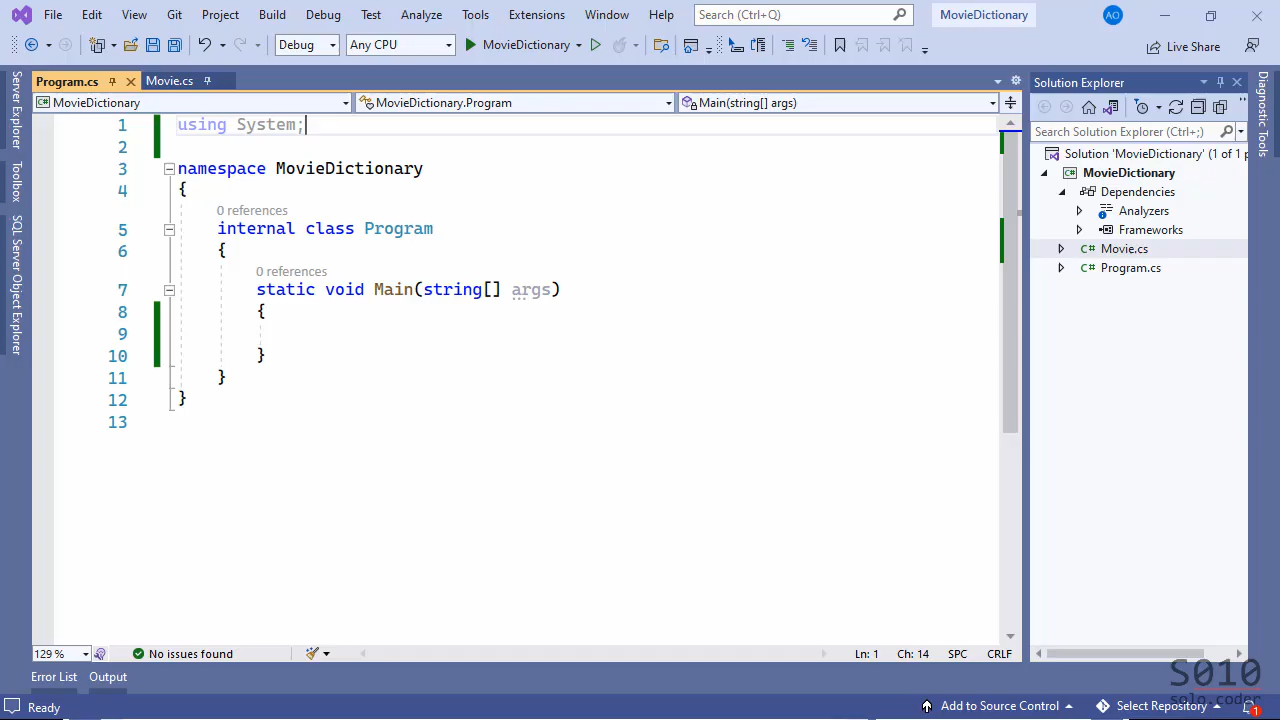 File Edit View Git Project Build Debug Test Analyze Tools Extensions Window Help Search (Ctrl+Q) MovieDictionary AO
Debug Any CPU MovieDictionary Live Share
Program.cs Movie.cs
MovieDictionary MovieDictionary.Program Main(string[] args)
1 using System;
2
3 namespace MovieDictionary
4 {
0 references
5 internal class Program
6 {
0 references
7 static void Main(string[] args)
8 {
9
10 }
11 }
12 }
13
129 % No issues found Ln: 1 Ch: 14 SPC CRLF
Server Explorer
Toolbox
SQL Server Object Explorer
Solution Explorer
Search Solution Explorer (Ctrl+;)
Solution 'MovieDictionary' (1 of 1 p
MovieDictionary
Dependencies
Analyzers
Frameworks
C# Movie.cs
C# Program.cs
Diagnostic Tools
Error List Output
S010
solo.coder
Ready Add to Source Control Select Repository 1